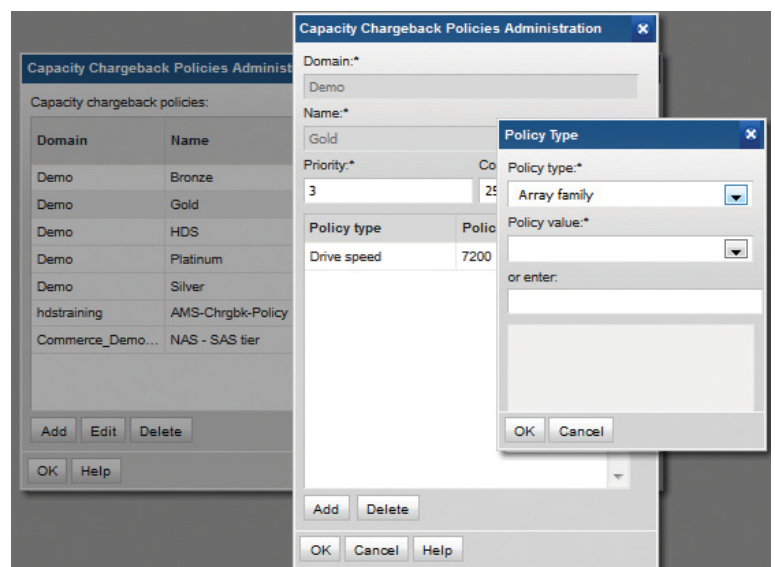 Capacity Chargeback Policies Administ
Capacity chargeback policies:
Domain Name
Demo Bronze
Demo Gold
Demo HDS
Demo Platinum
Demo Silver
hdstraining AMS-Chrgbk-Policy
Commerce_Demo... NAS - SAS tier
Add Edit Delete
OK Help
Capacity Chargeback Policies Administration
Domain:*
Demo
Name:*
Gold
Priority:* Co
3 25
Policy type Polic
Drive speed 7200
Add Delete
OK Cancel Help
Policy Type
Policy type:*
Array family
Policy value:*
or enter:
OK Cancel